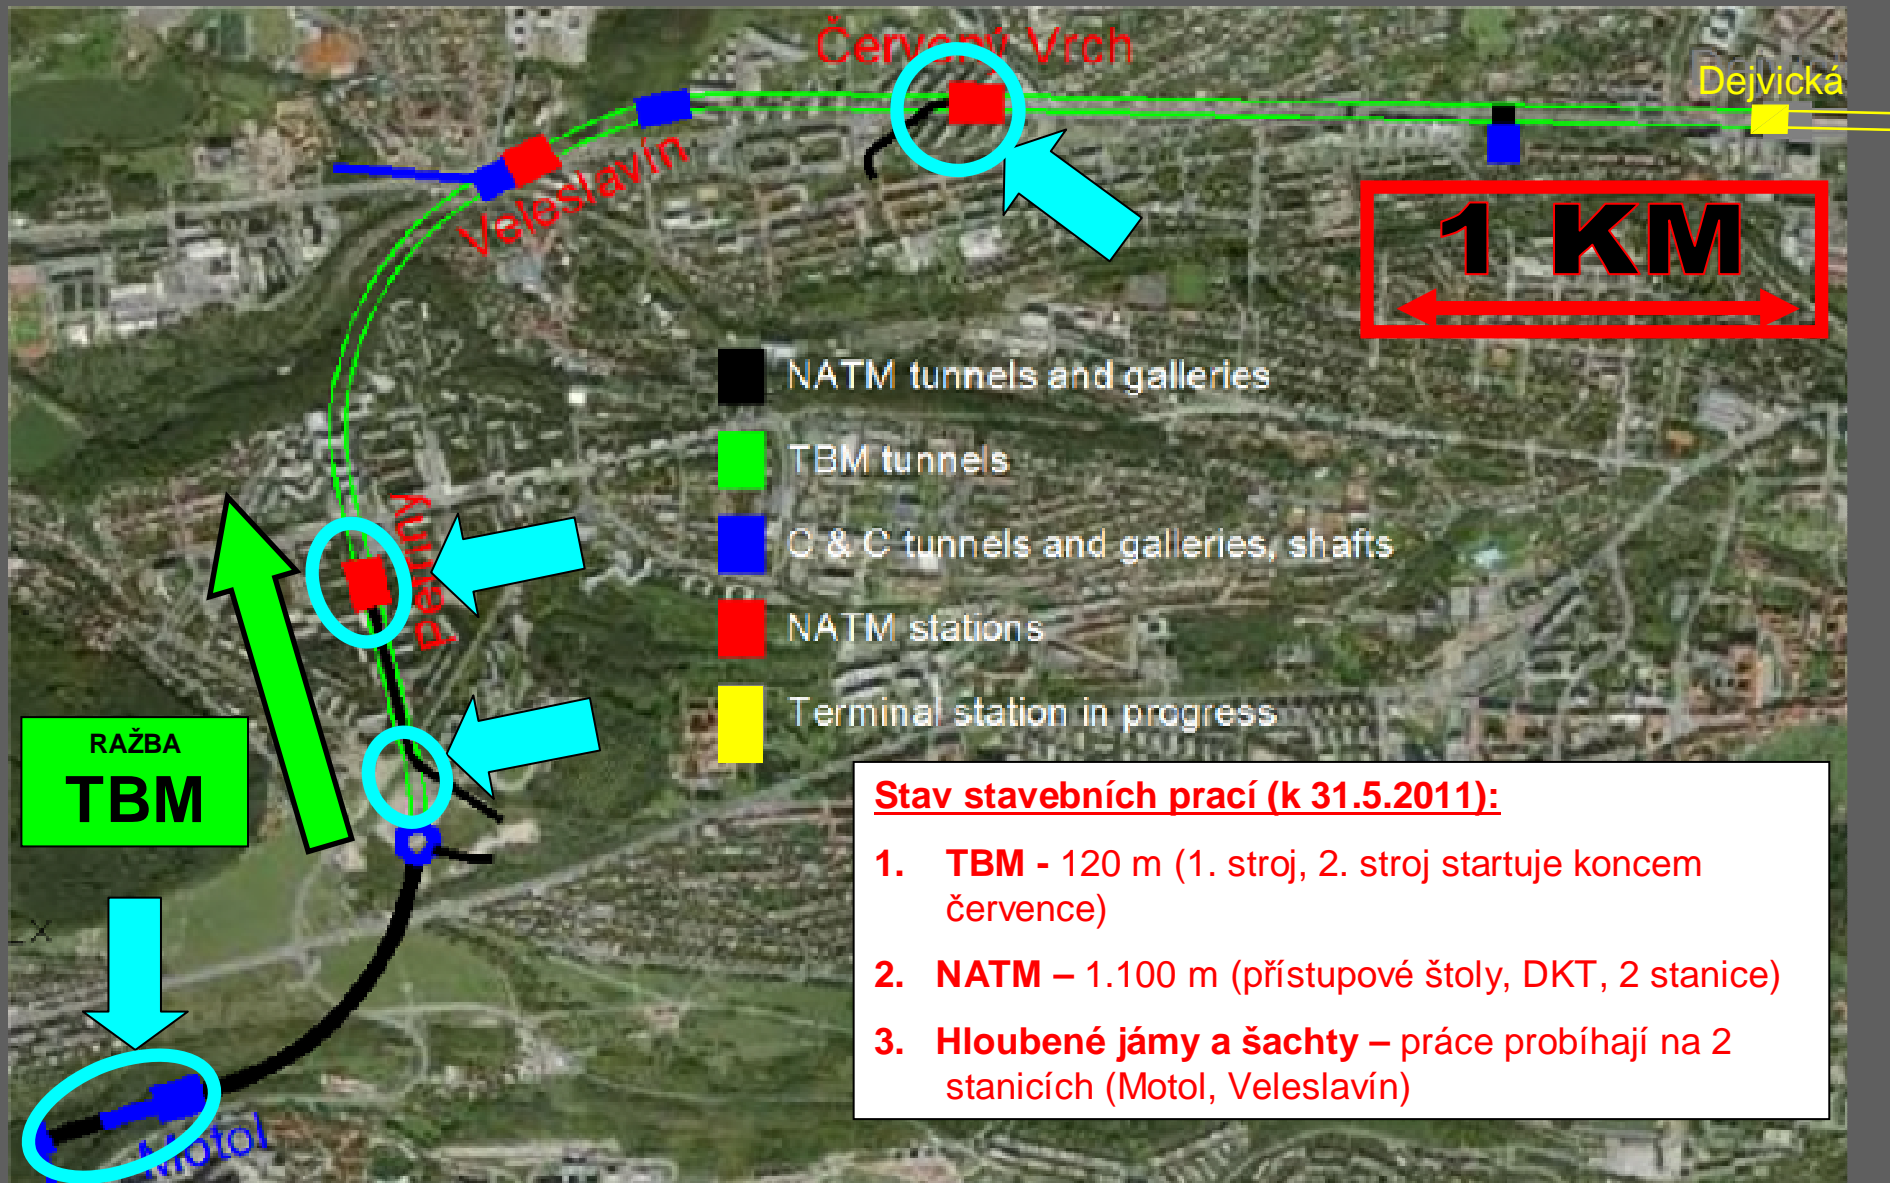 Červený Vrch
Dejvická
Veleslavín
1 KM
NATM tunnels and galleries
TBM tunnels
C & C tunnels and galleries, shafts
NATM stations
Terminal station in progress
Petřiny
RAŽBA
TBM
Stav stavebních prací (k 31.5.2011):
1. TBM - 120 m (1. stroj, 2. stroj startuje koncem
července)
2. NATM – 1.100 m (přístupové štoly, DKT, 2 stanice)
3. Hloubené jámy a šachty – práce probíhají na 2
stanicích (Motol, Veleslavín)
X
Motol